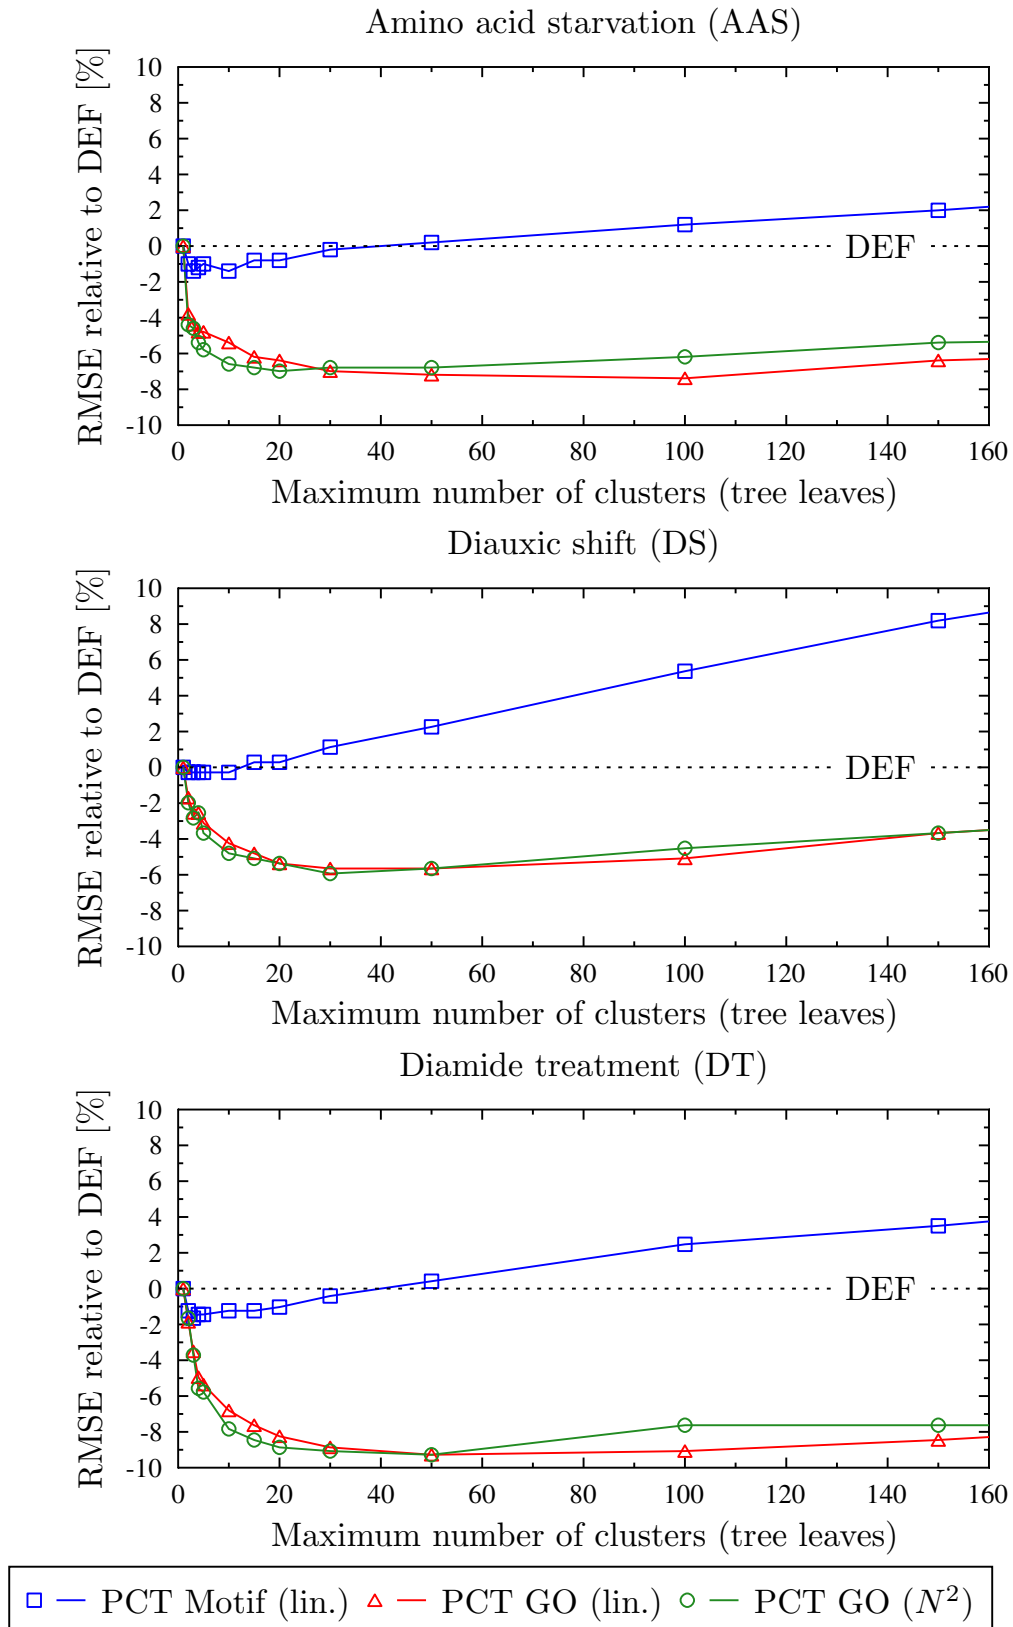 Amino acid starvation (AAS)
RMSE relative to DEF [%]
10
8
6
4
2
0
-2
-4
-6
-8
-10
DEF
0 20 40 60 80 100 120 140 160
Maximum number of clusters (tree leaves)
Diauxic shift (DS)
RMSE relative to DEF [%]
10
8
6
4
2
0
-2
-4
-6
-8
-10
DEF
0 20 40 60 80 100 120 140 160
Maximum number of clusters (tree leaves)
Diamide treatment (DT)
RMSE relative to DEF [%]
10
8
6
4
2
0
-2
-4
-6
-8
-10
DEF
0 20 40 60 80 100 120 140 160
Maximum number of clusters (tree leaves)
PCT Motif (lin.) PCT GO (lin.) PCT GO (N²)